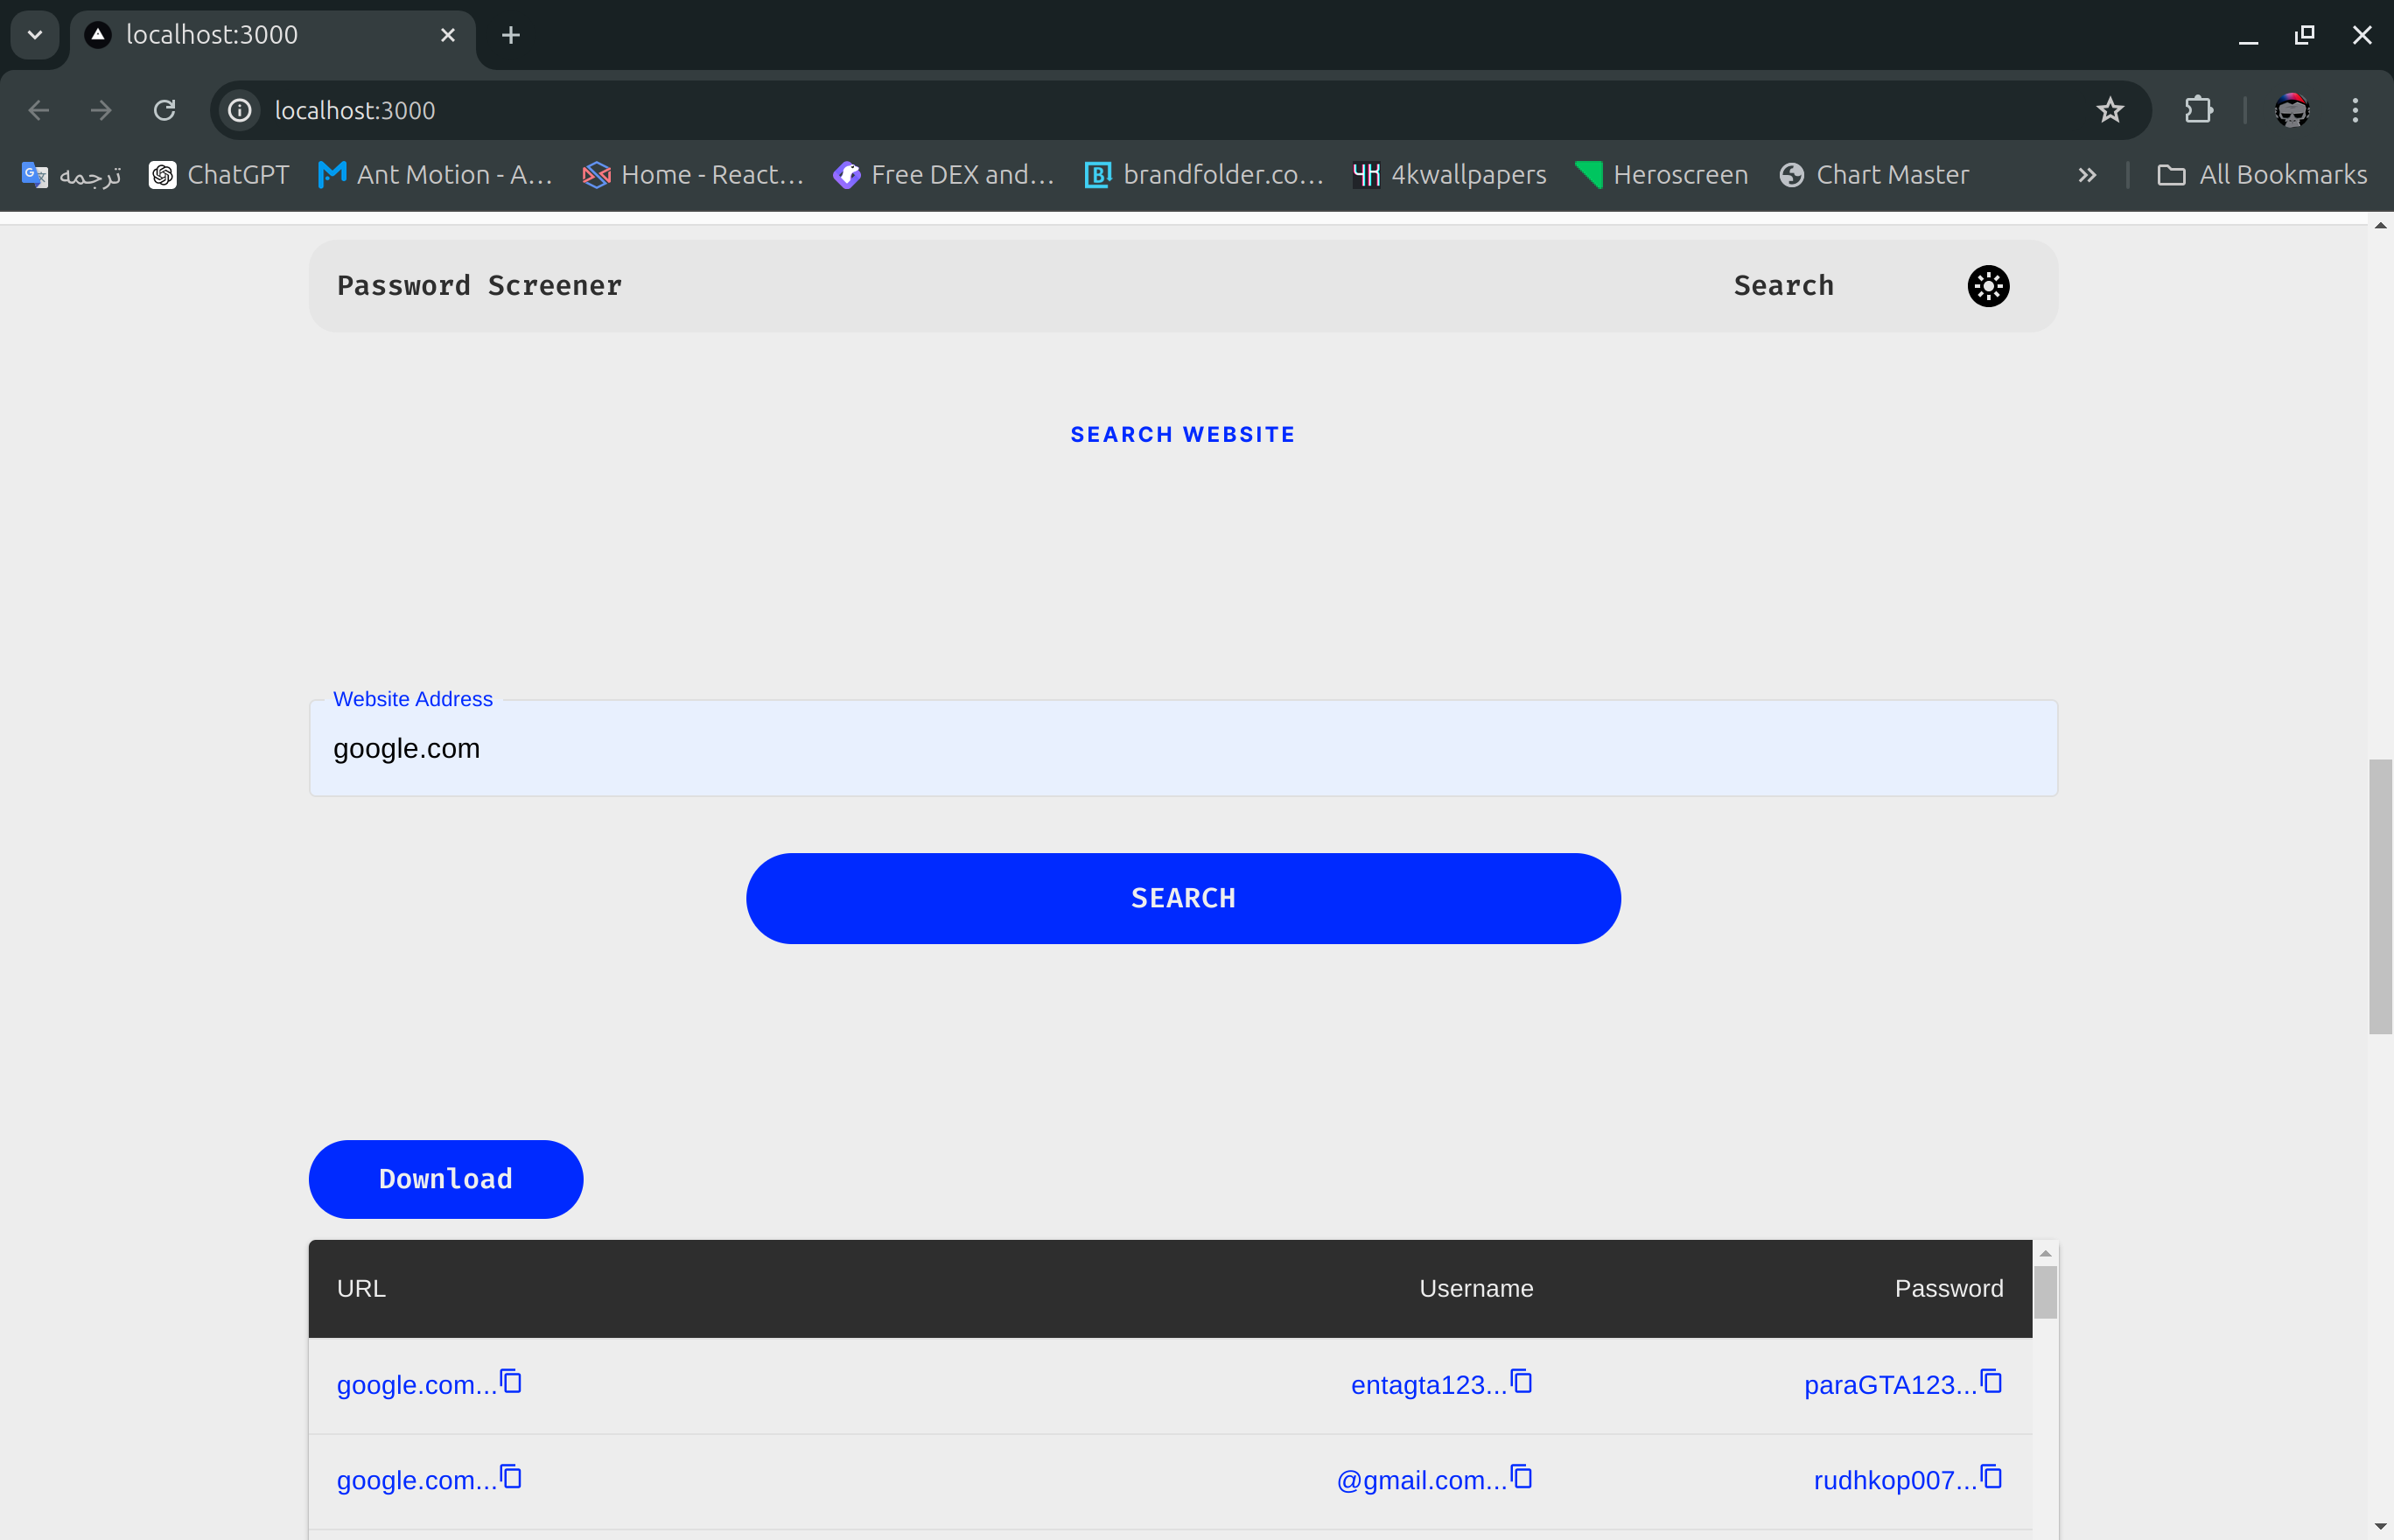 localhost:3000
localhost:3000
ترجمه ChatGPT Ant Motion - A... Home - React... Free DEX and... brandfolder.co... 4kwallpapers Heroscreen Chart Master All Bookmarks
Password Screener Search
SEARCH WEBSITE
Website Address
google.com
SEARCH
Download
URL Username Password
google.com... entagta123... paraGTA123...
google.com... @gmail.com... rudhkop007...